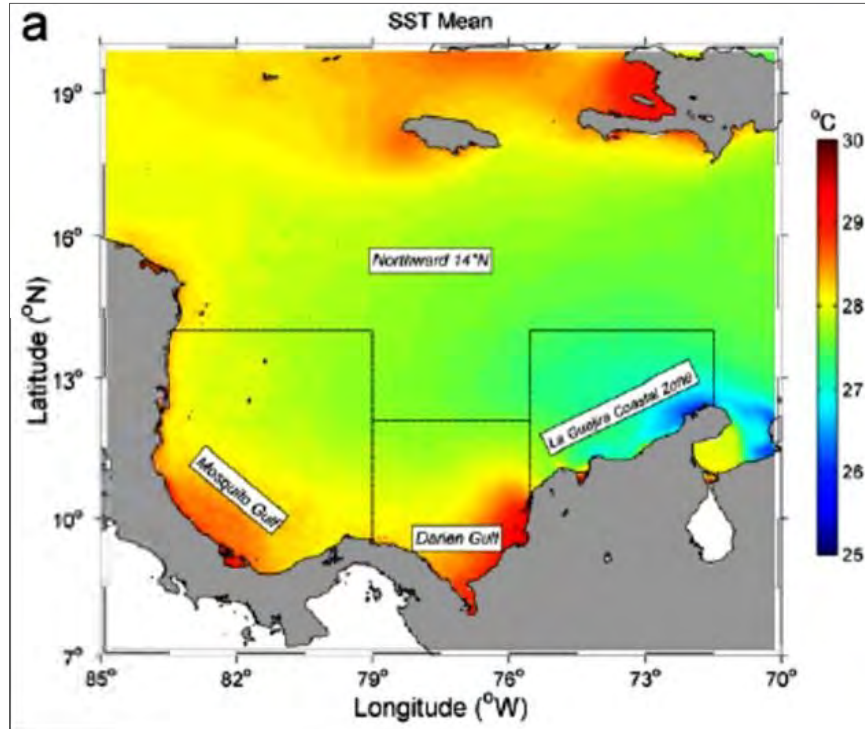 a
SST Mean
°C
19°
16°
13°
10°
7°
Latitude (°N)
30
29
28
27
26
25
Northward 14°N
La Guajira Coastal Zone
Mosquito Gulf
Darien Gulf
85°
82°
79°
76°
73°
70°
Longitude (°W)